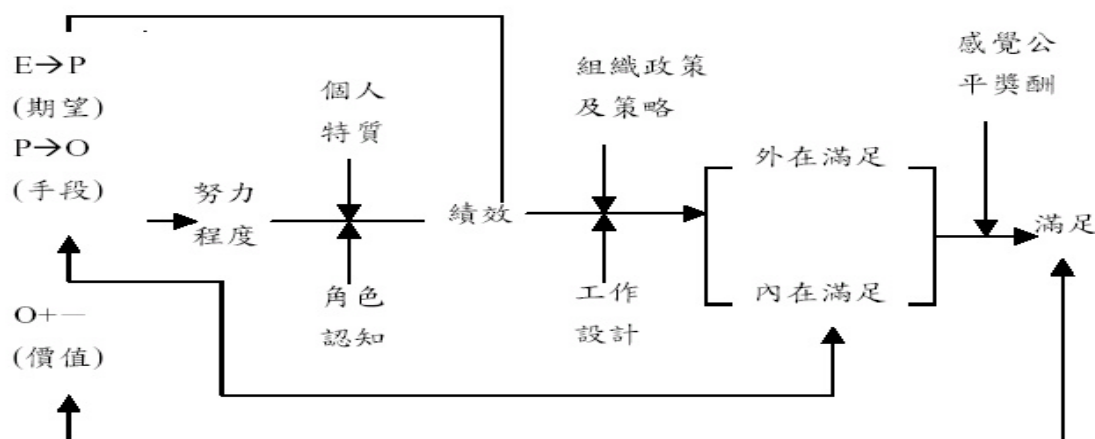 E→P
(期望)
P→O
(手段)
O+—
(價值)
努力
程度
個人
特質
角色
認知
績效
組織政策
及策略
工作
設計
外在滿足
內在滿足
感覺公
平獎酬
滿足